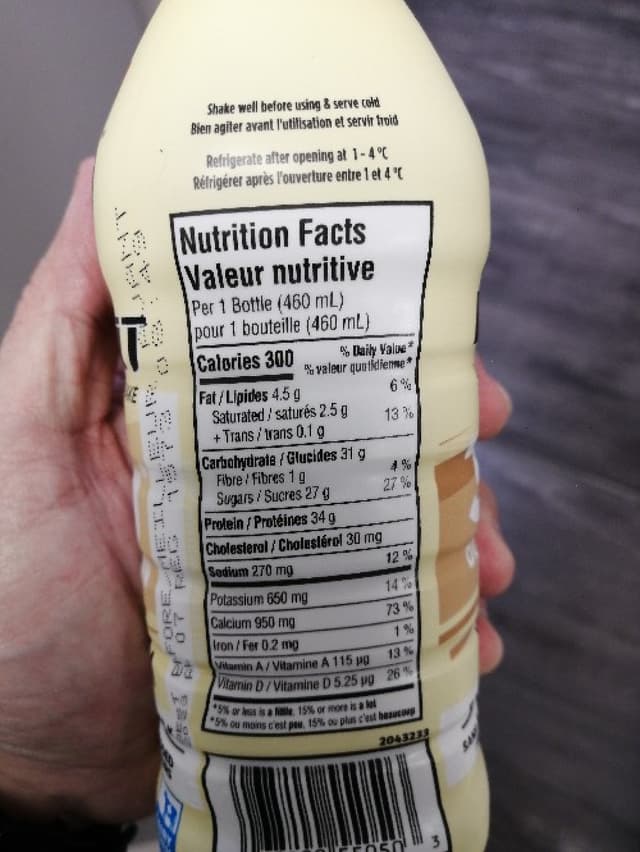 Shake well before using & serve cold
Bien agiter avant l'utilisation et servir froid
Refrigerate after opening at 1-4°C
Réfrigérer après l'ouverture entre 1 et 4 °C
Nutrition Facts
Valeur nutritive
Per 1 Bottle (460 mL)
pour 1 bouteille (460 mL)
Calories 300
% Daily Value*
% valeur quotidienne*
Fat / Lipides 4.5 g 6 %
Saturated / saturés 2.5 g
+ Trans / trans 0.1 g 13 %
Carbohydrate / Glucides 31 g
Fibre / Fibres 1 g 4 %
Sugars / Sucres 27 g 27 %
Protein / Protéines 34 g
Cholesterol / Cholestérol 30 mg
Sodium 270 mg 12 %
Potassium 650 mg 14 %
Calcium 950 mg 73 %
Iron / Fer 0.2 mg 1 %
Vitamin A / Vitamine A 115 µg 13 %
Vitamin D / Vitamine D 5.25 µg 26 %
*5% or less is a little, 15% or more is a lot
*5% ou moins c'est peu, 15% ou plus c'est beaucoup
2043233
3
T
KE